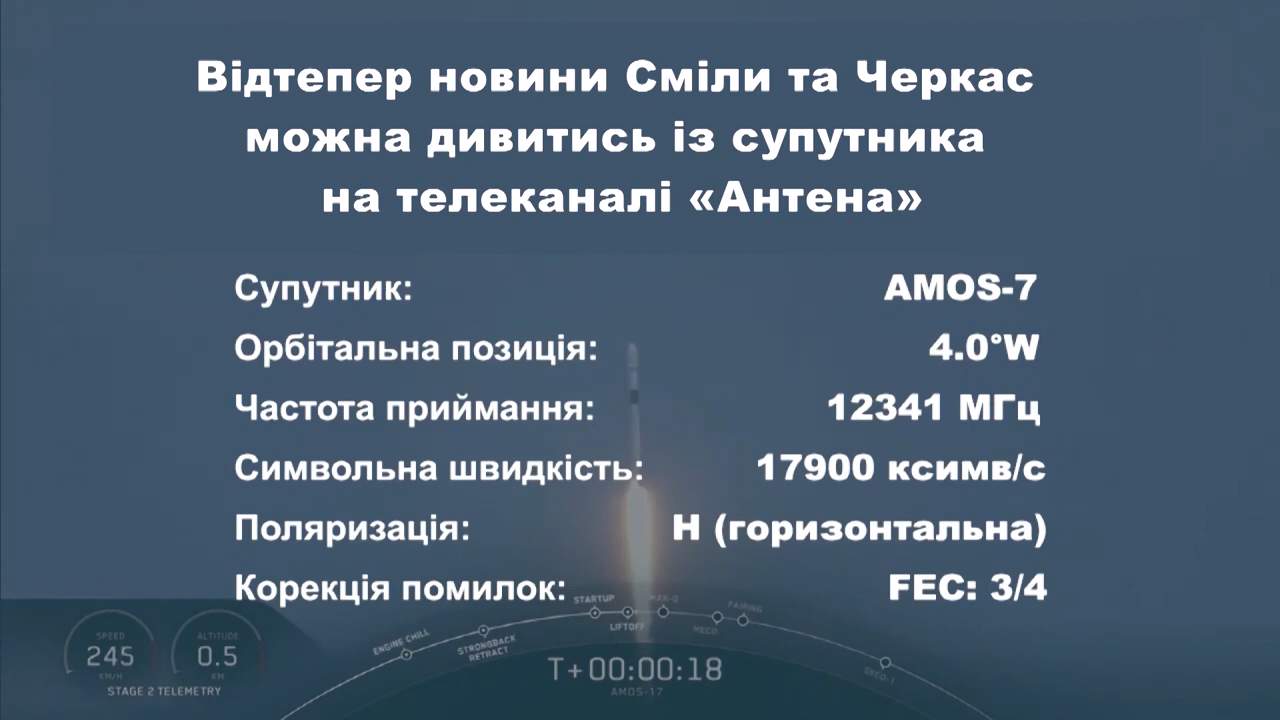 Відтепер новини Сміли та Черкас
можна дивитись із супутника
на телеканалі «Антена»
Супутник: AMOS-7
Орбітальна позиція: 4.0°W
Частота приймання: 12341 МГц
Символьна швидкість: 17900 ксимв/с
Поляризація: H (горизонтальна)
Корекція помилок: FEC: 3/4
SPEED
245
KM/H
ALTITUDE
0.5
KM
STAGE 2 TELEMETRY
ENGINE CHILL
STRONGBACK
RETRACT
STARTUP
LIFTOFF
MAX-Q
MECO
FAIRING
SECO-1
T+00:00:18
AMOS-17